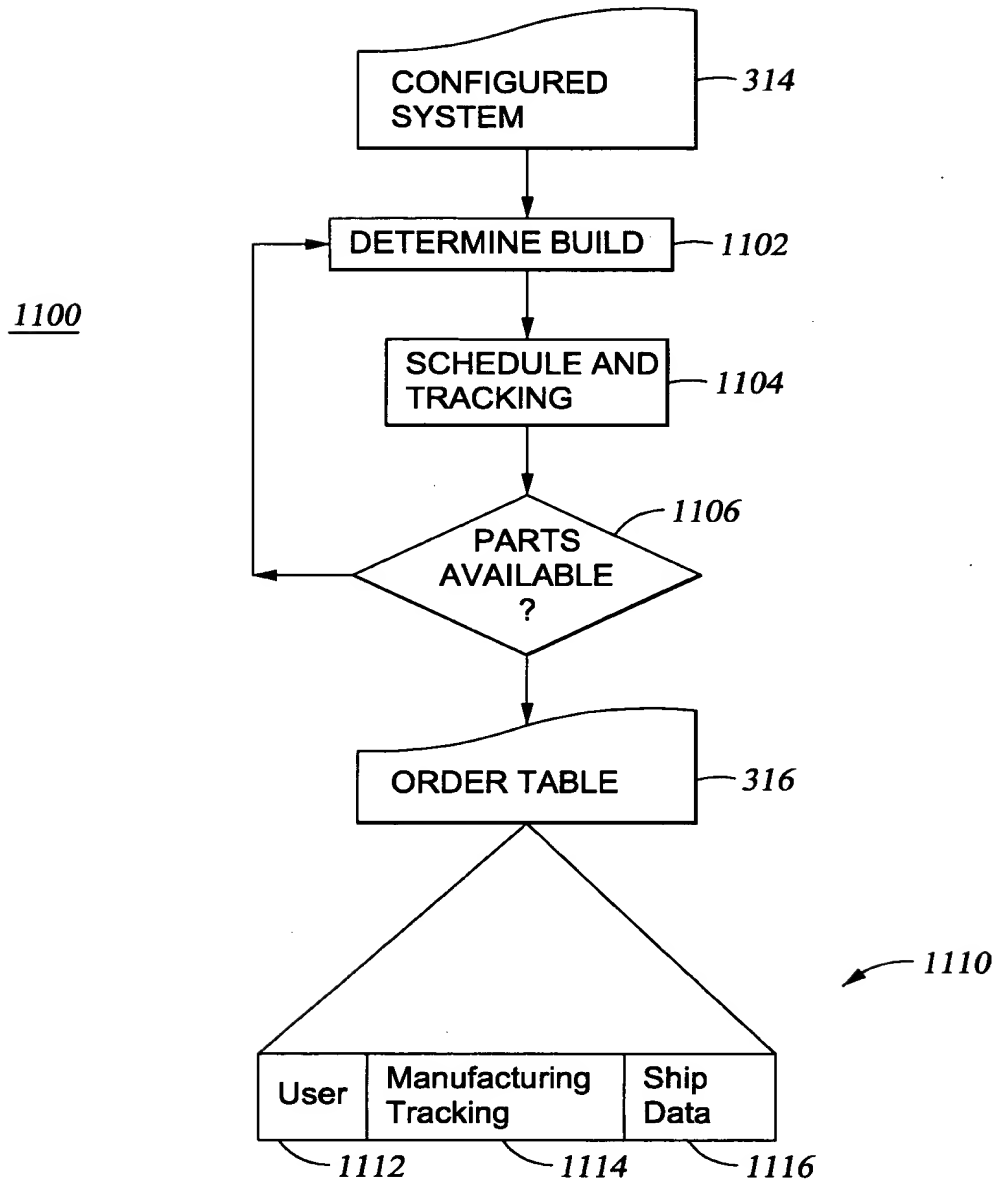 CONFIGURED
SYSTEM
314
DETERMINE BUILD
1102
1100
SCHEDULE AND
TRACKING
1104
1106
PARTS
AVAILABLE
?
ORDER TABLE
316
1110
User
Manufacturing
Tracking
Ship
Data
1112
1114
1116